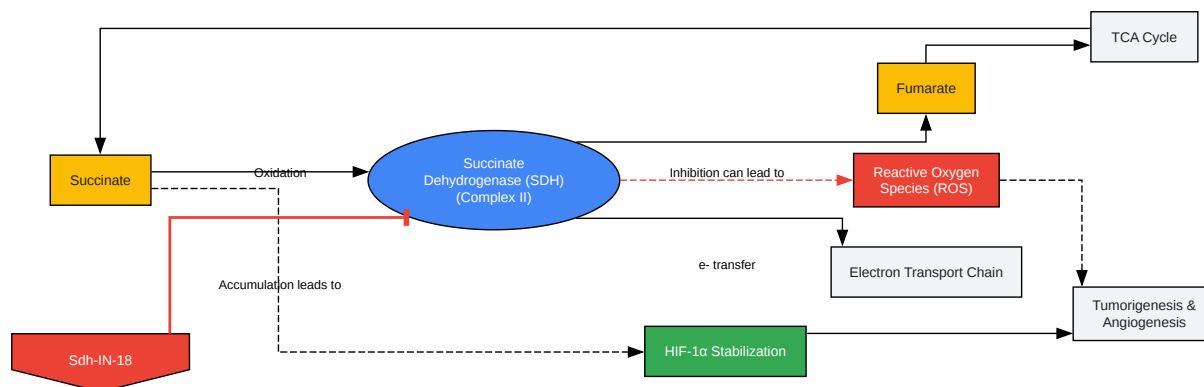 TCA Cycle
Fumarate
Succinate
Oxidation
Succinate
Dehydrogenase (SDH)
(Complex II)
Inhibition can lead to
Reactive Oxygen
Species (ROS)
e- transfer
Electron Transport Chain
Accumulation leads to
Tumorigenesis &
Angiogenesis
Sdh-IN-18
HIF-1α Stabilization